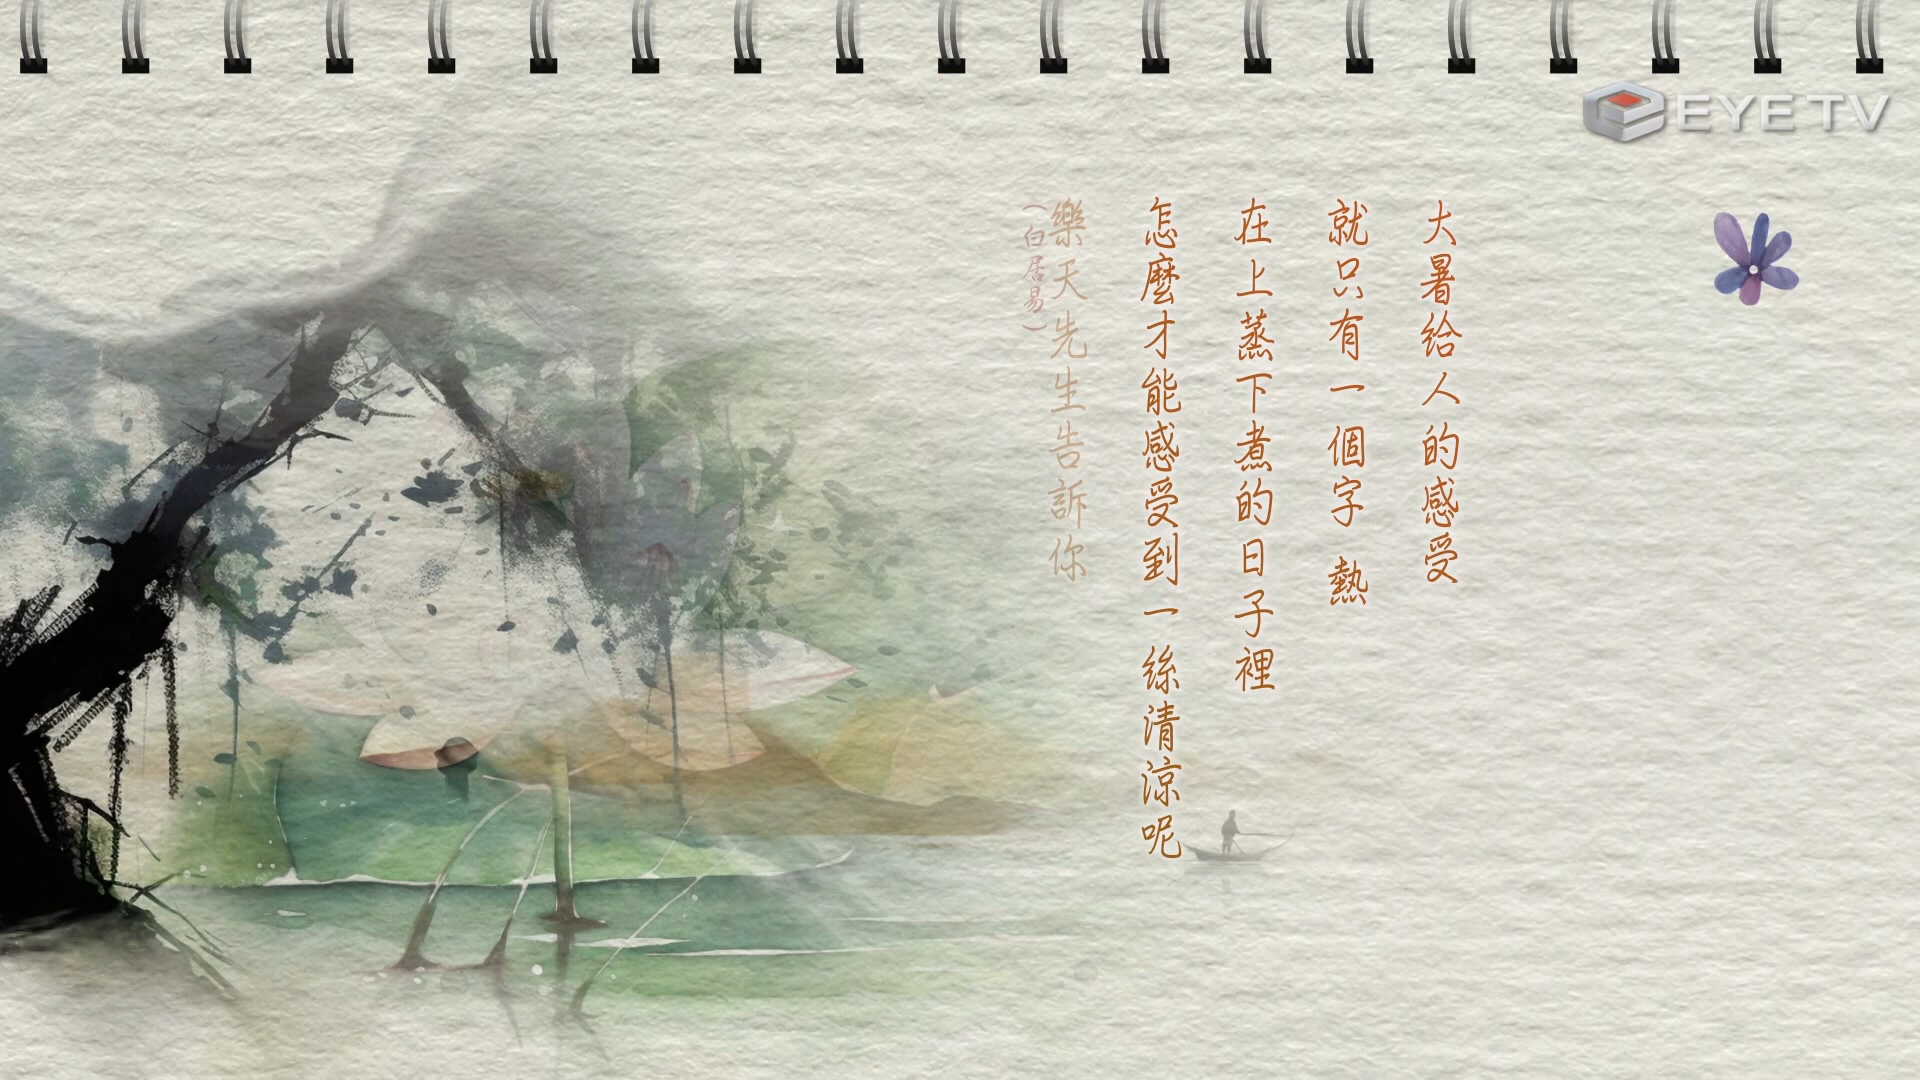 EYE TV
大暑給人的感受
就只有一個字 熱
在上蒸下煮的日子裡
怎麼才能感受到一絲清涼呢
樂天先生告訴你
(白居易)